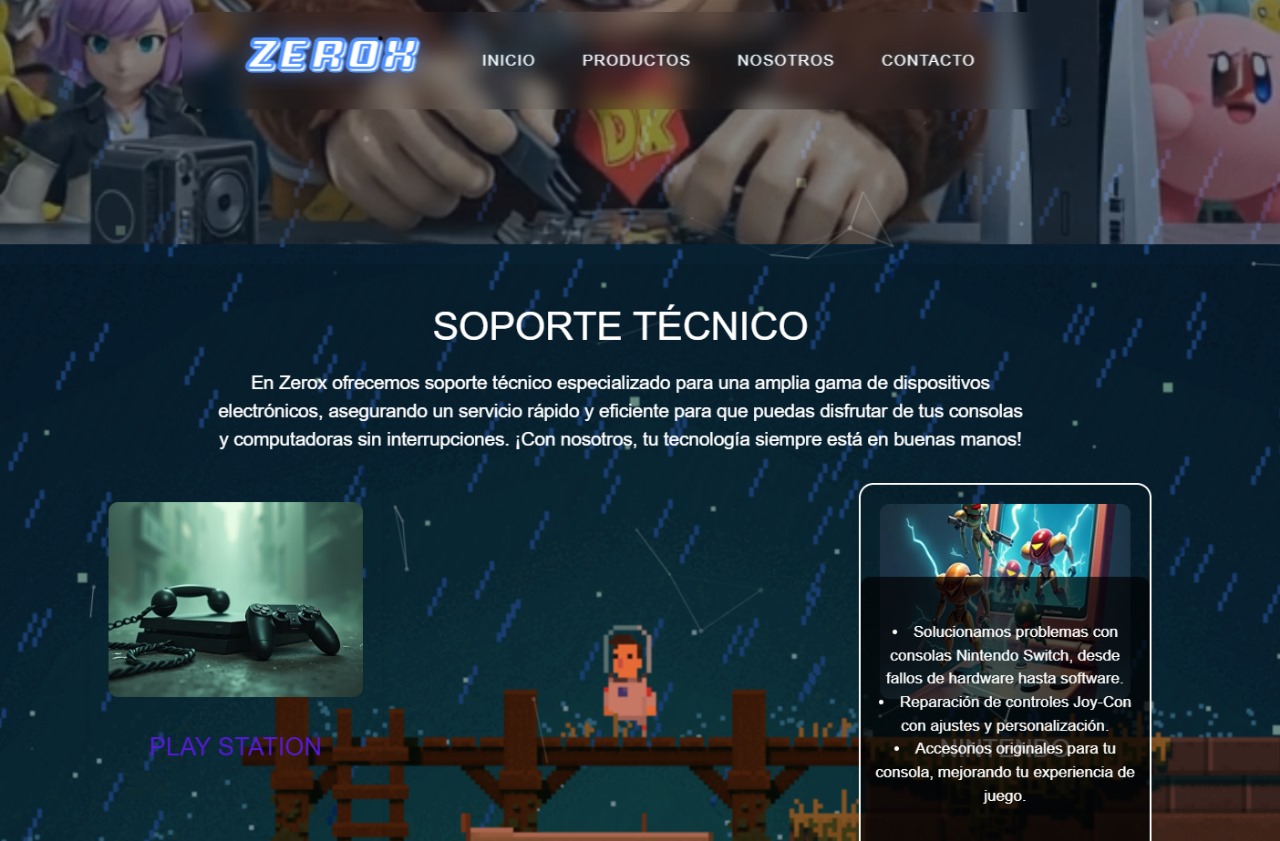 ZEROX
INICIO PRODUCTOS NOSOTROS CONTACTO
DK
SOPORTE TÉCNICO
En Zerox ofrecemos soporte técnico especializado para una amplia gama de dispositivos
electrónicos, asegurando un servicio rápido y eficiente para que puedas disfrutar de tus consolas
y computadoras sin interrupciones. ¡Con nosotros, tu tecnología siempre está en buenas manos!
PLAY STATION
• Solucionamos problemas con
consolas Nintendo Switch, desde
fallos de hardware hasta software.
• Reparación de controles Joy-Con
con ajustes y personalización.
NINTENDO
• Accesorios originales para tu
consola, mejorando tu experiencia de
juego.